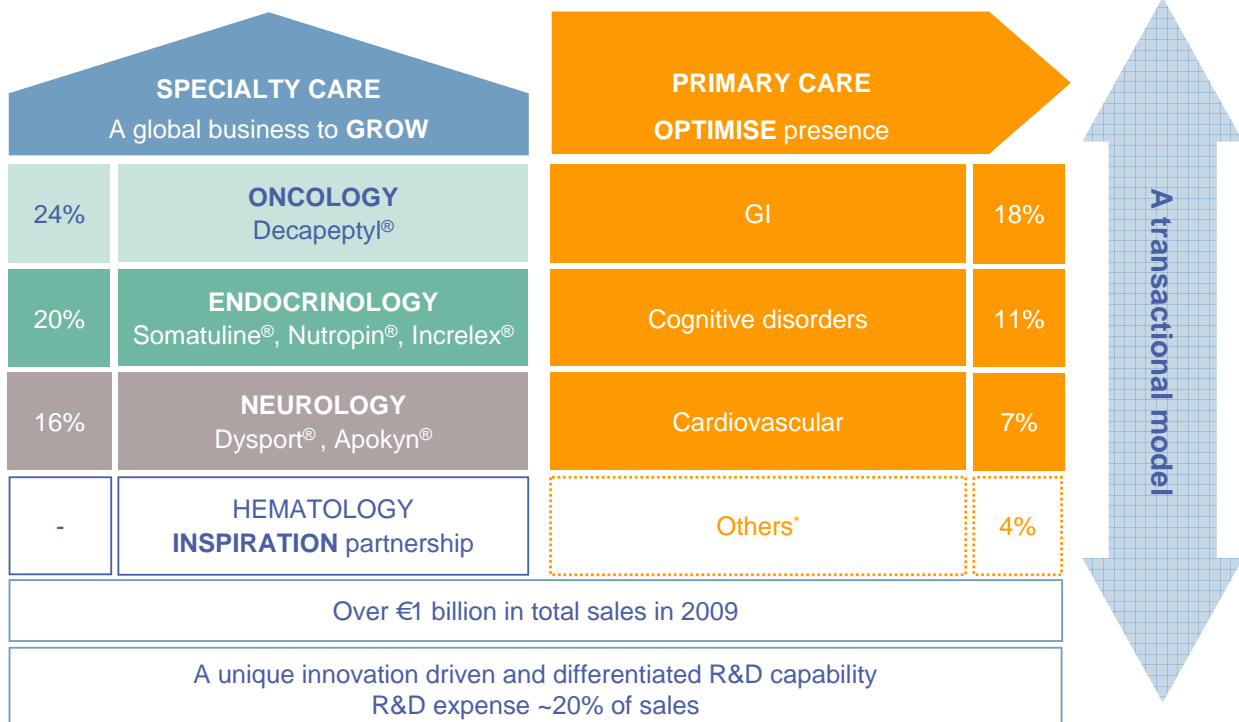 SPECIALTY CARE
A global business to GROW
PRIMARY CARE
OPTIMISE presence
24%
ONCOLOGY
Decapeptyl®
GI
18%
20%
ENDOCRINOLOGY
Somatuline®, Nutropin®, Increlex®
Cognitive disorders
11%
16%
NEUROLOGY
Dysport® , Apokyn®
Cardiovascular
7%
-
HEMATOLOGY
INSPIRATION partnership
Others*
4%
Over €1 billion in total sales in 2009
A unique innovation driven and differentiated R&D capability
R&D expense ~20% of sales
A transactional model